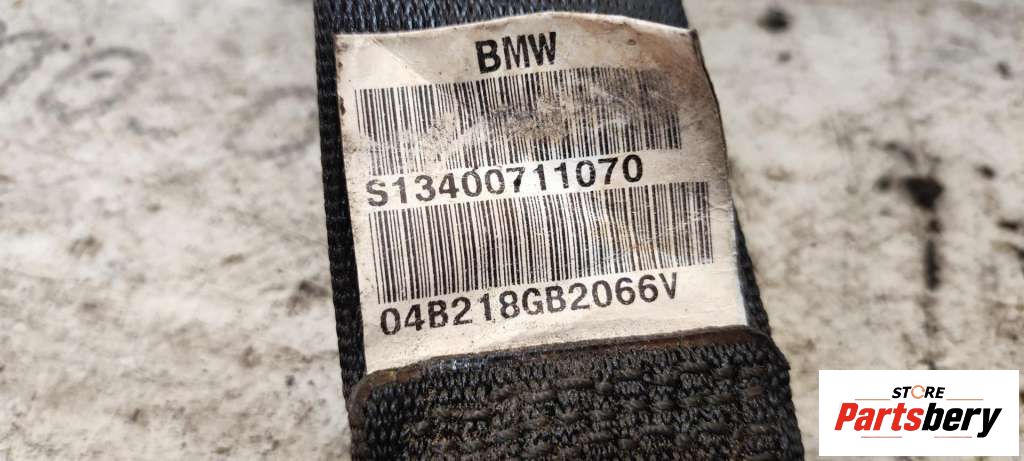 BMW
S13400711070
04B218GB2066V
STORE
Partsbery